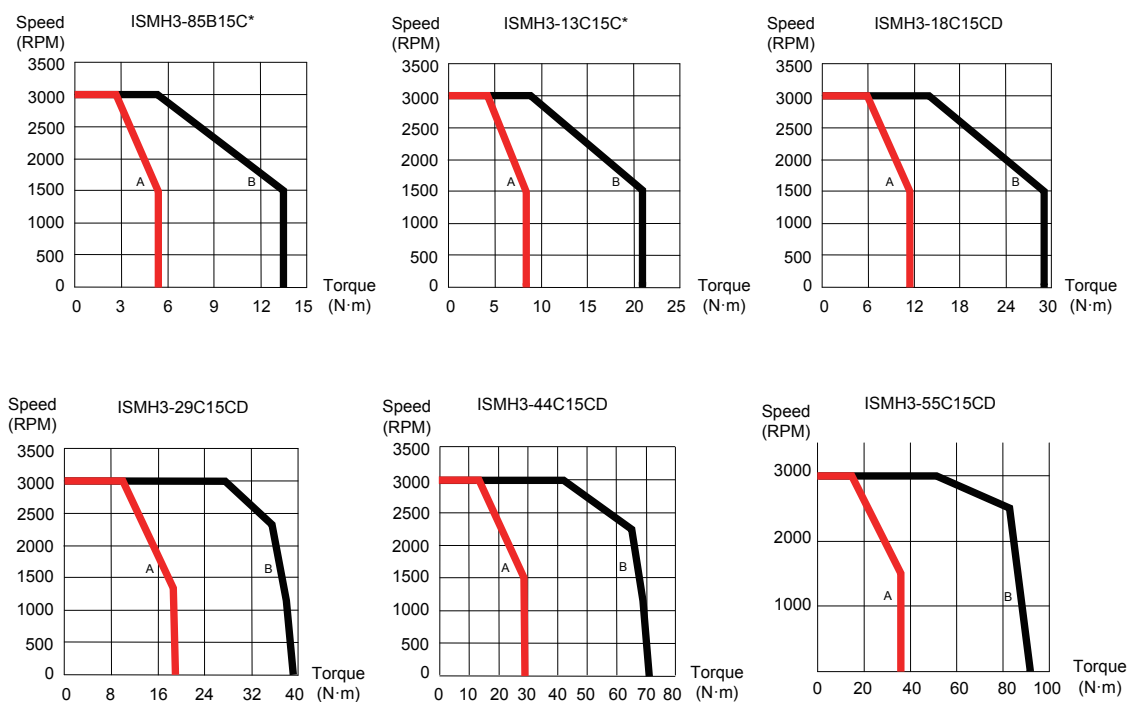 Speed
(RPM)
ISMH3-85B15C*
3500
3000
2500
2000
1500
1000
500
0
A
B
0 3 6 9 12 15
Torque
(N·m)
Speed
(RPM)
ISMH3-13C15C*
3500
3000
2500
2000
1500
1000
500
0
A
B
0 5 10 15 20 25
Torque
(N·m)
Speed
(RPM)
ISMH3-18C15CD
3500
3000
2500
2000
1500
1000
500
0
A
B
0 6 12 18 24 30
Torque
(N·m)
Speed
(RPM)
ISMH3-29C15CD
3500
3000
2500
2000
1500
1000
500
0
A
B
0 8 16 24 32 40
Torque
(N·m)
Speed
(RPM)
ISMH3-44C15CD
3500
3000
2500
2000
1500
1000
500
0
A
B
0 10 20 30 40 50 60 70 80
Torque
(N·m)
Speed
(RPM)
ISMH3-55C15CD
3000
2000
1000
A
B
0 20 40 60 80 100
Torque
(N·m)